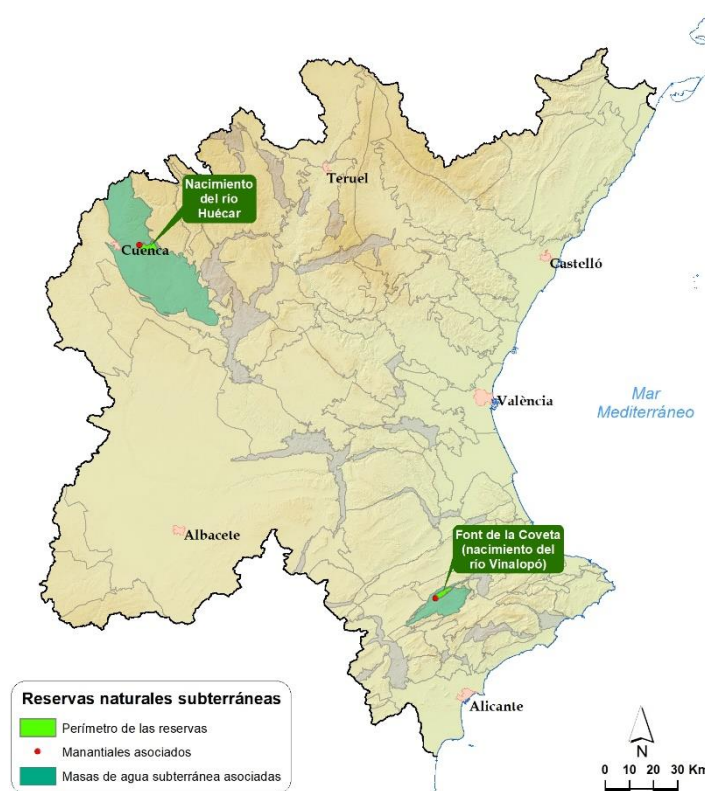 Teruel
Nacimiento
del río
Huécar
Cuenca
Castelló
València
Mar
Mediterráneo
Albacete
Font de la Coveta
(nacimiento del
río Vinalopó)
Alicante
Reservas naturales subterráneas
Perímetro de las reservas
Manantiales asociados
Masas de agua subterránea asociadas
N
0 10 20 30 Km